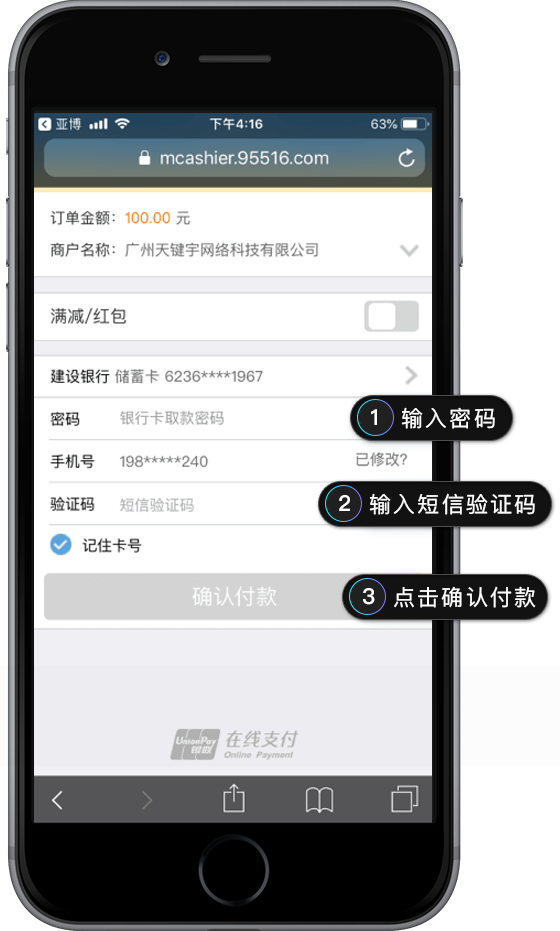 亚博 下午4:16 63%
mcashier.95516.com
订单金额：100.00 元
商户名称：广州天键宇网络科技有限公司
满减/红包
建设银行 储蓄卡 6236****1967
密码 银行卡取款密码
1 输入密码
手机号 198*****240 已修改?
验证码 短信验证码
2 输入短信验证码
记住卡号
确认付款
3 点击确认付款
UnionPay 银联 在线支付
Online Payment